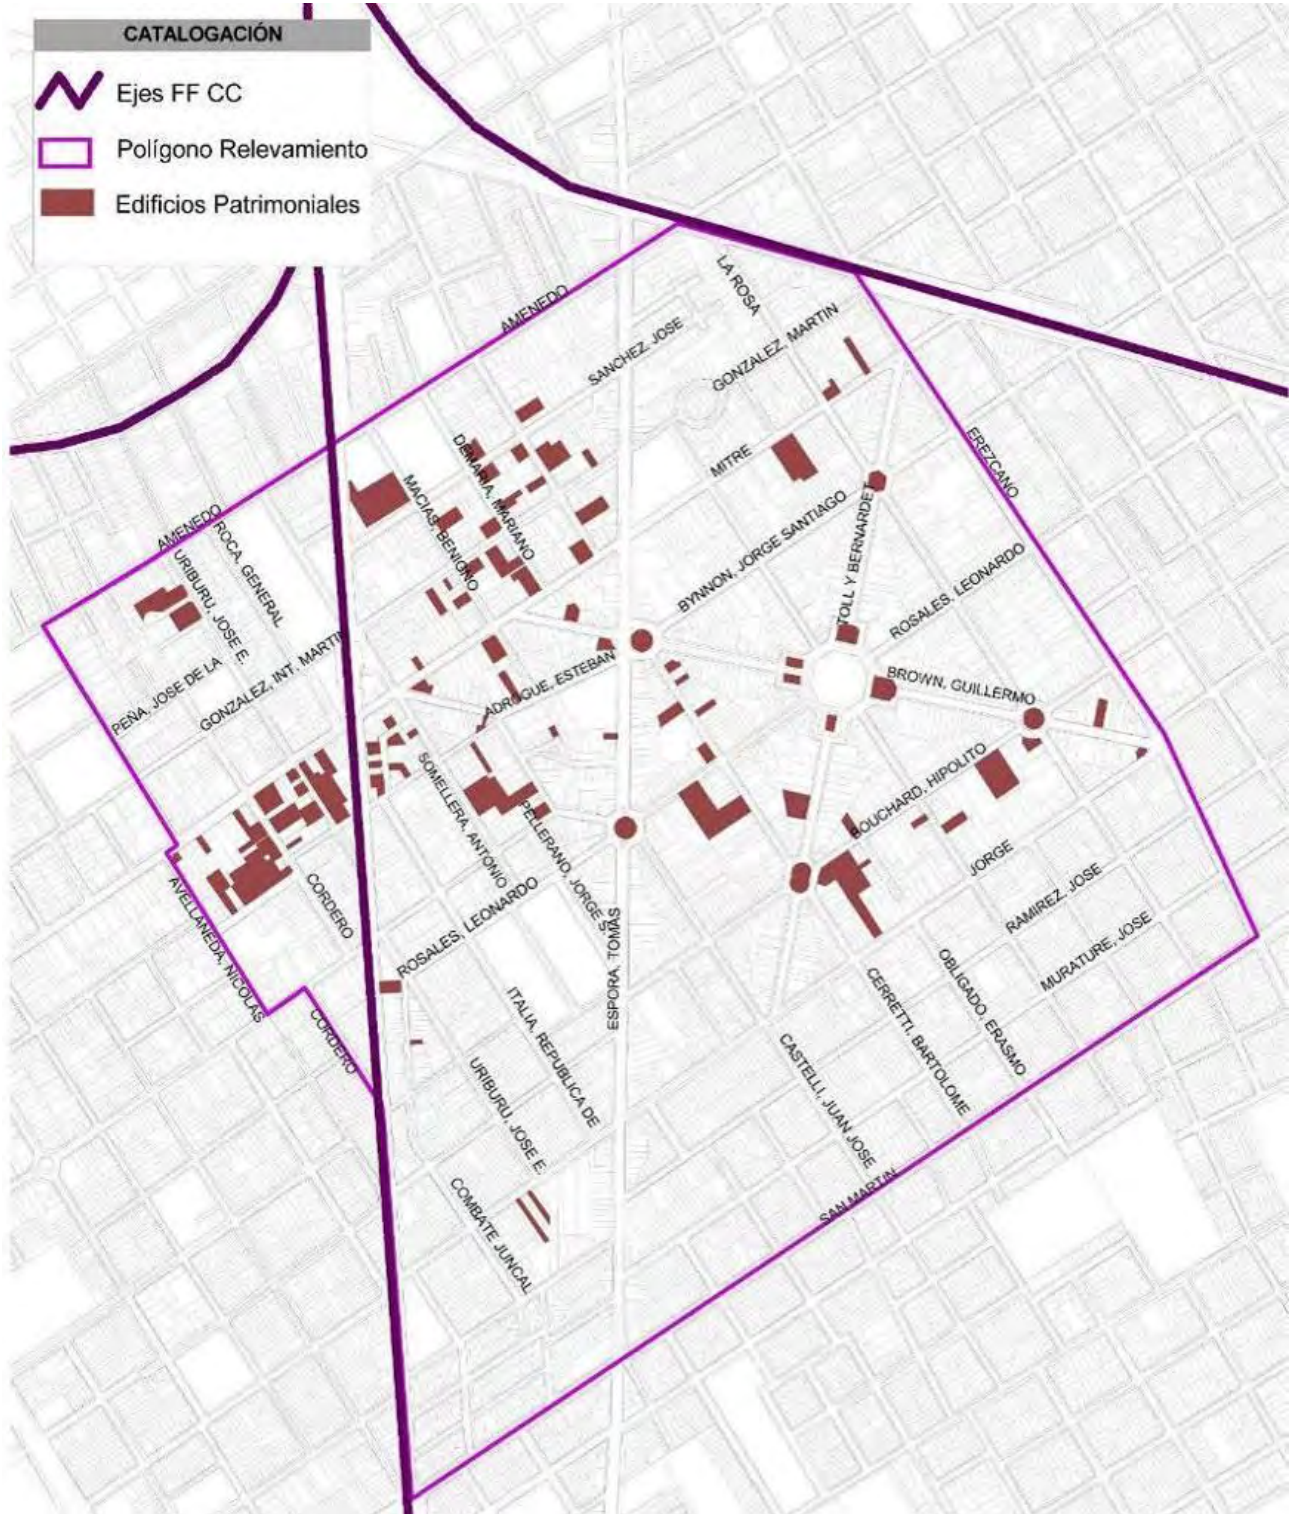 CATALOGACIÓN
Ejes FF CC
Polígono Relevamiento
Edificios Patrimoniales
LA ROSA
AMENEDO
SANCHEZ, JOSE
GONZALEZ, MARTIN
DEMARIA, MARIANO
MITRE
EREZCANO
MACIAS, BENIGNO
AMENEDO
ROCA, GENERAL
URIBURU, JOSE E.
BYNNON, JORGE SANTIAGO
TOLL Y BERNARDET
ROSALES, LEONARDO
PEÑA, JOSE DE LA
GONZALEZ, INT. MARTIN
ADROGUE, ESTEBAN
BROWN, GUILLERMO
SOMELLERA, ANTONIO
PELLERANO, JORGE S.
BOUCHARD, HIPOLITO
JORGE
CORDERO
AVELLANEDA, NICOLAS
ROSALES, LEONARDO
ESPORA, TOMAS
RAMIREZ, JOSE
MURATURE, JOSE
OBLIGADO, ERASMO
CERRETTI, BARTOLOME
CORDERO
ITALIA, REPUBLICA DE
URIBURU, JOSE E.
CASTELLI, JUAN JOSE
COMBATE JUNCAL
SAN MARTIN